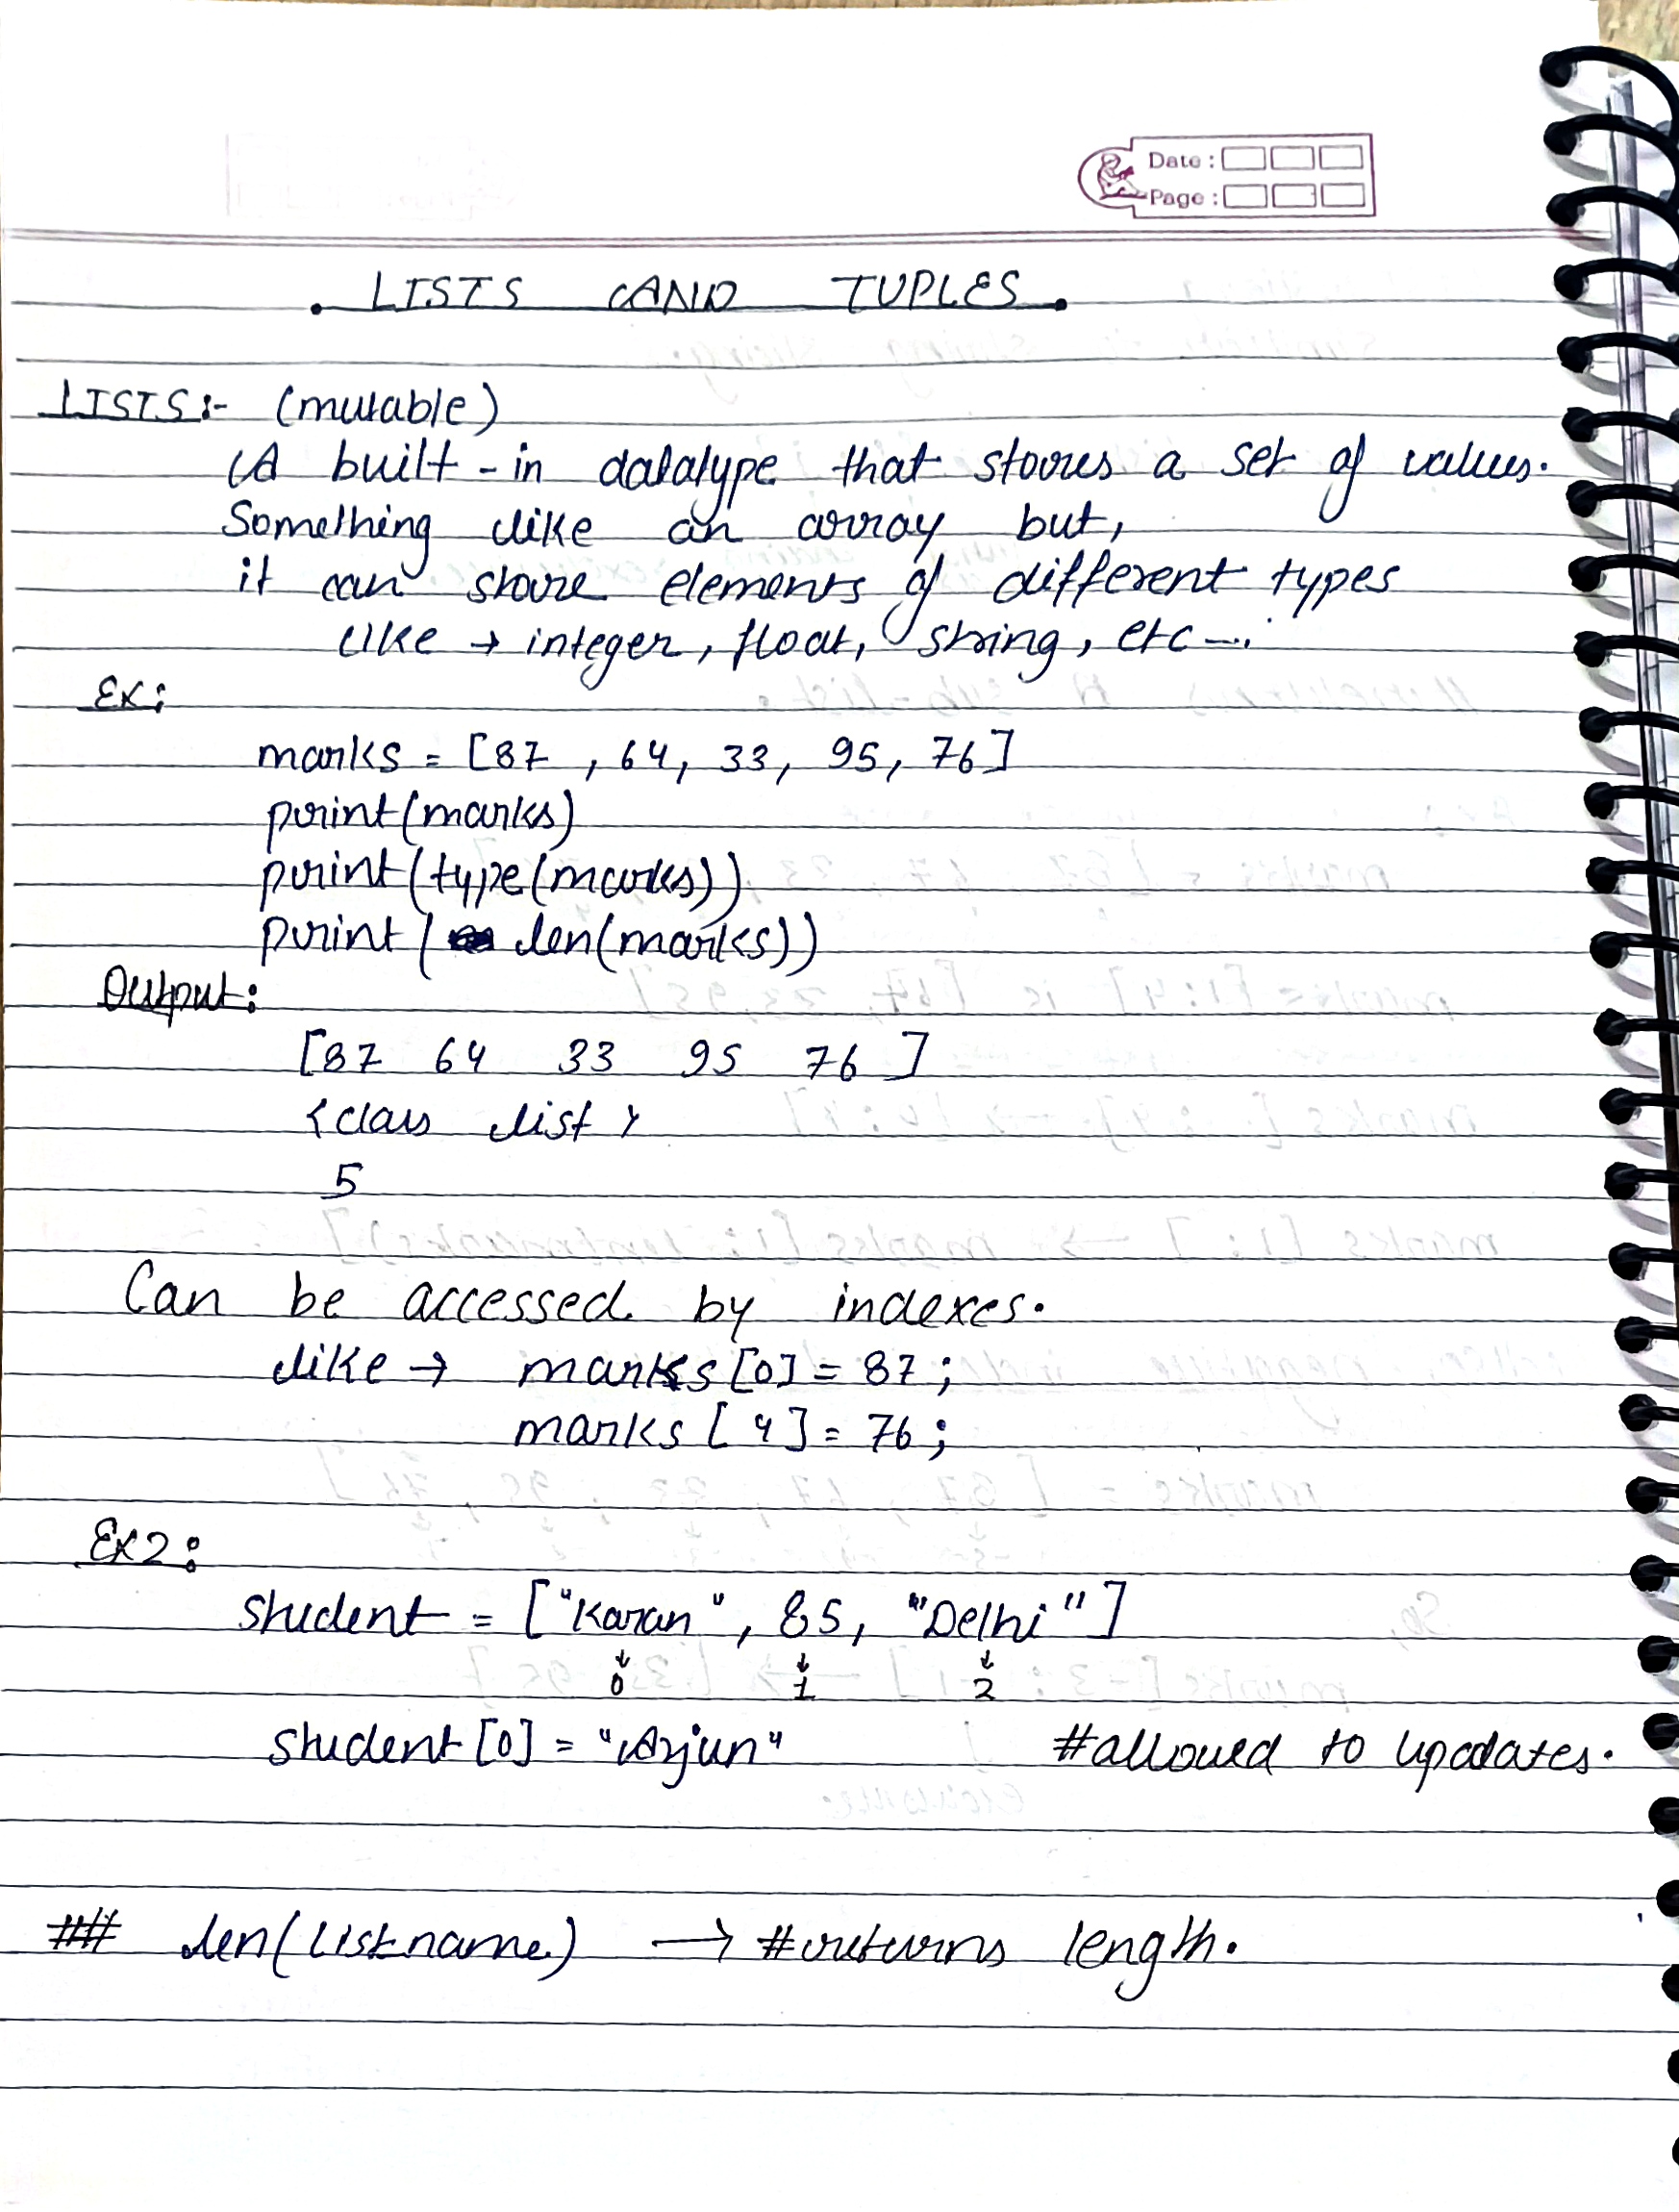 Date :
Page :
LISTS AND TUPLES
LISTS:- (mutable)
A built-in datatype that stores a set of values.
Something like an array but,
it can store elements of different types
like → integer, float, string, etc ...
Ex:
marks = [87 , 64, 33, 95, 76]
print(marks)
print(type(marks))
print( len(marks))
Output:
[87 64 33 95 76 ]
<class list>
5
Can be accessed by indexes.
like → marks[0] = 87;
marks [4] = 76;
Ex2:
student = ["Karan", 85, "Delhi"]
↓ ↓ ↓
0 1 2
student[0] = "Arjun" #allowed to updates.
## len(listname) → #returns length.